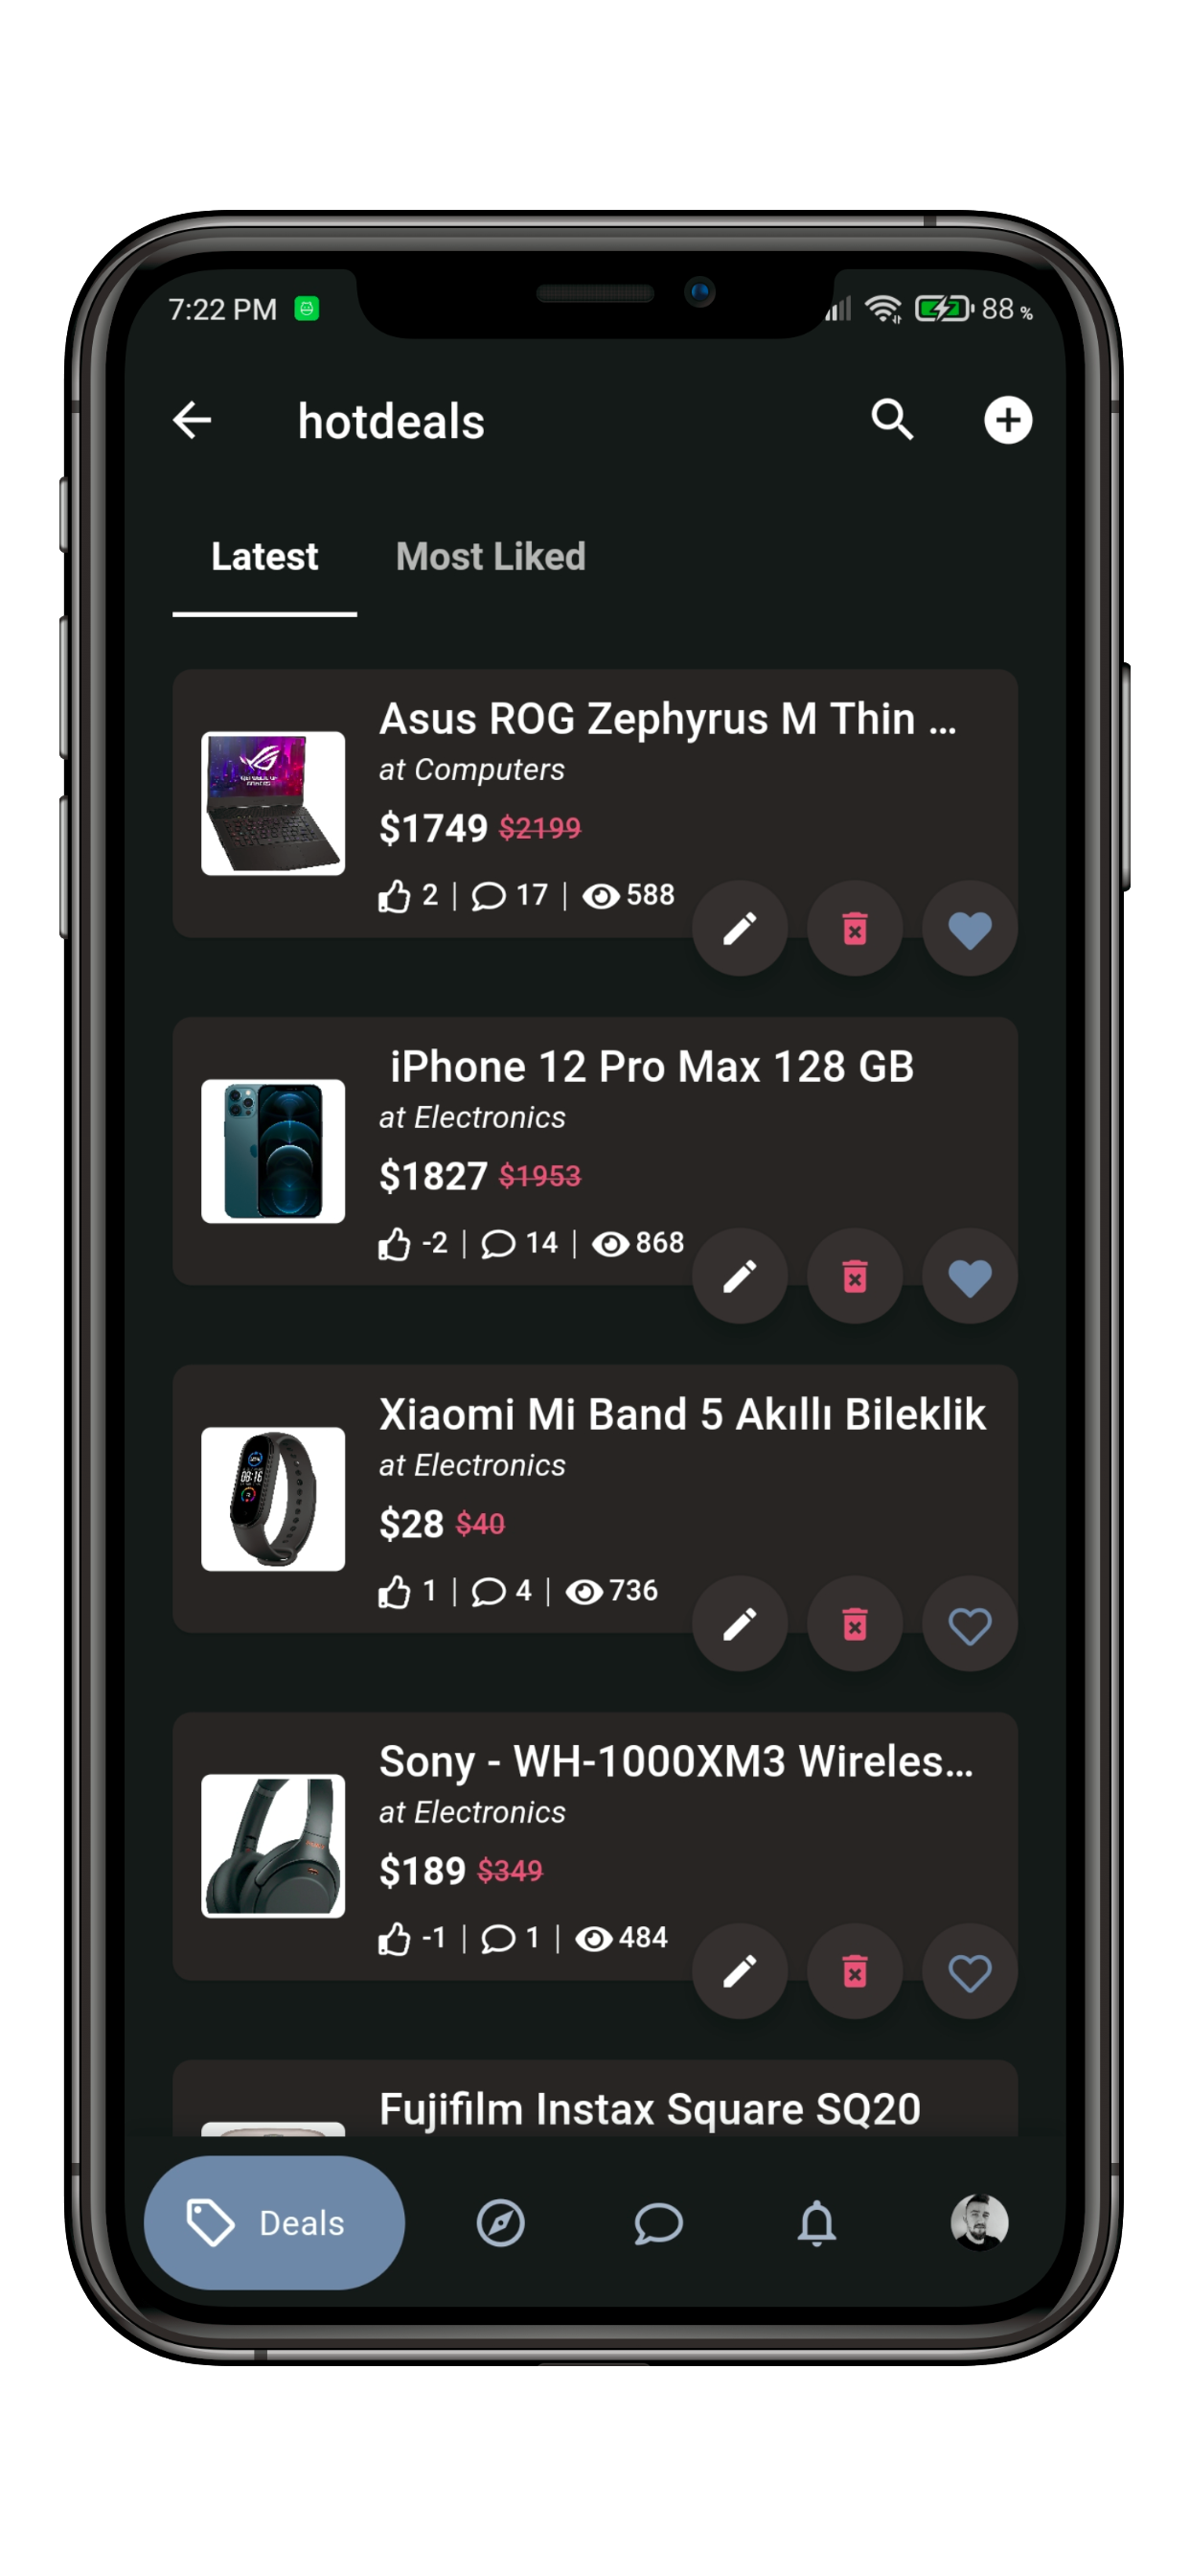 7:22 PM 88 %
hotdeals
Latest Most Liked
Asus ROG Zephyrus M Thin ...
at Computers
$1749 $2199
2 | 17 | 588
iPhone 12 Pro Max 128 GB
at Electronics
$1827 $1953
-2 | 14 | 868
Xiaomi Mi Band 5 Akıllı Bileklik
at Electronics
$28 $40
1 | 4 | 736
08:16
Sony - WH-1000XM3 Wireles...
at Electronics
$189 $349
-1 | 1 | 484
Fujifilm Instax Square SQ20
Deals